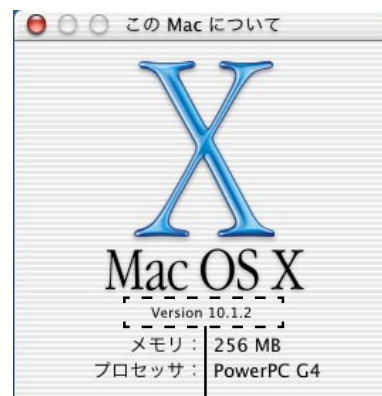 この Mac について
X
Mac OS X
Version 10.1.2
メモリ： 256 MB
プロセッサ： PowerPC G4